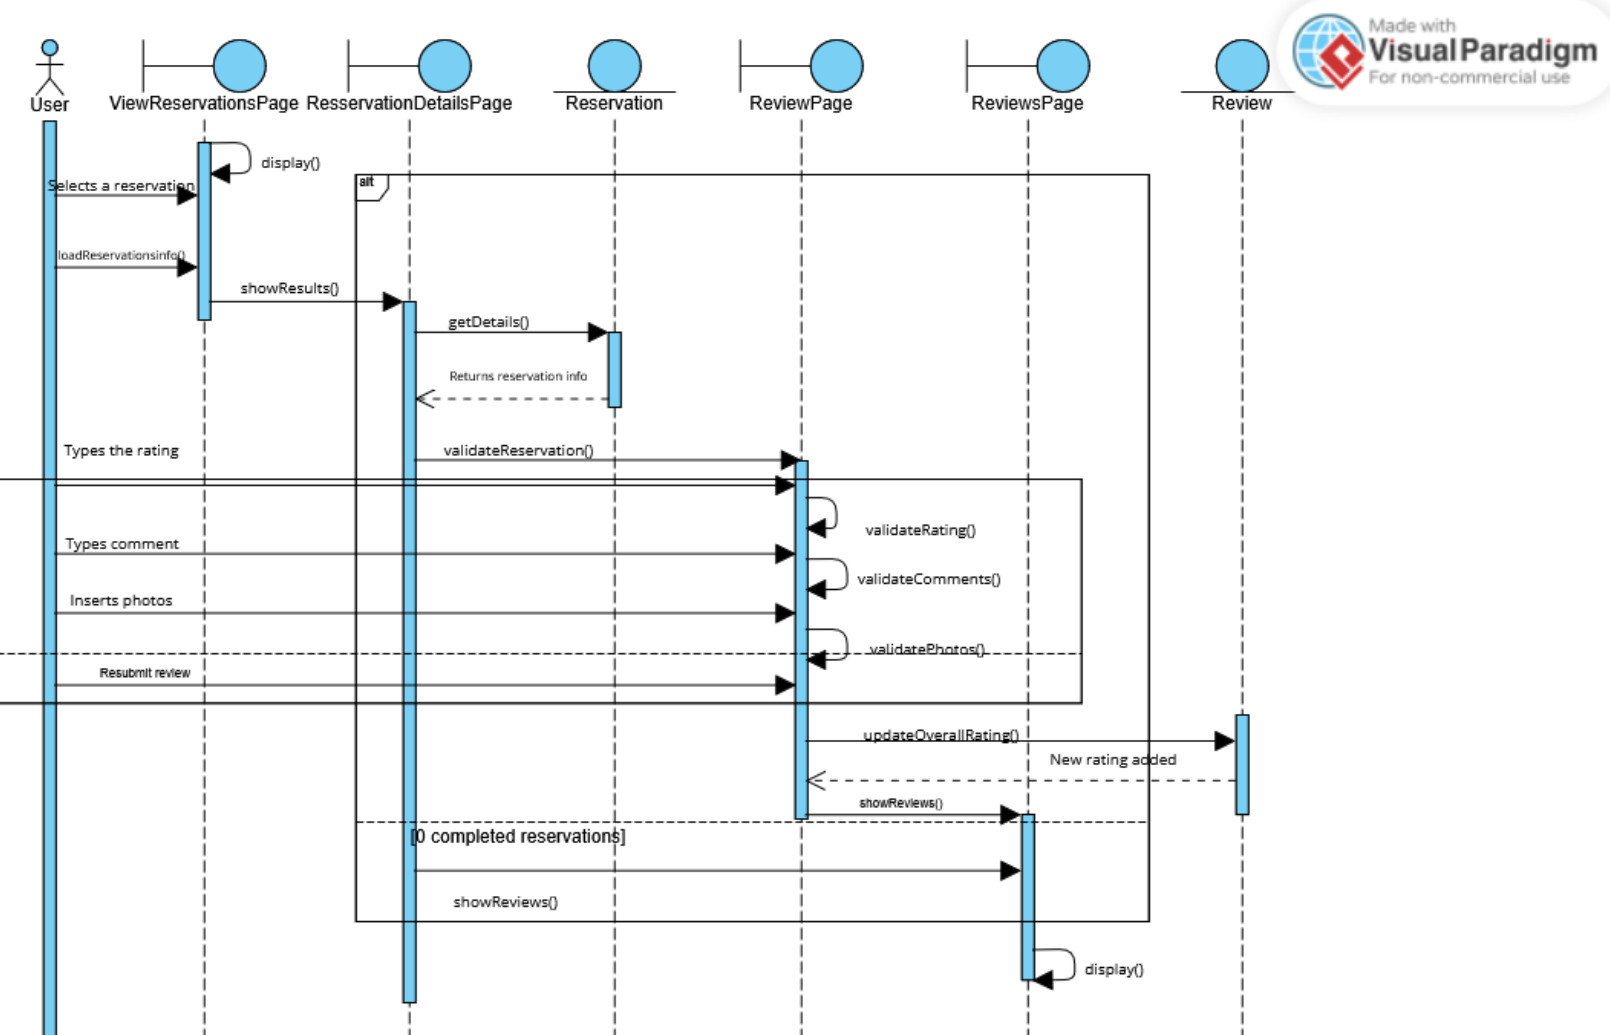 Made with
Visual Paradigm
For non-commercial use
User
ViewReservationsPage
ResservationDetailsPage
Reservation
ReviewPage
ReviewsPage
Review
display()
alt
Selects a reservation
loadReservationsinfo()
showResults()
getDetails()
Returns reservation info
Types the rating
validateReservation()
validateRating()
Types comment
validateComments()
Inserts photos
validatePhotos()
Resubmit review
updateOverallRating()
New rating added
showReviews()
[0 completed reservations]
showReviews()
display()